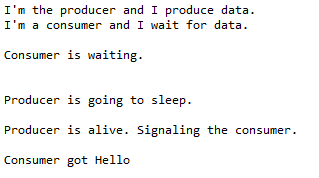 I'm the producer and I produce data.
I'm a consumer and I wait for data.
Consumer is waiting.
Producer is going to sleep.
Producer is alive. Signaling the consumer.
Consumer got Hello